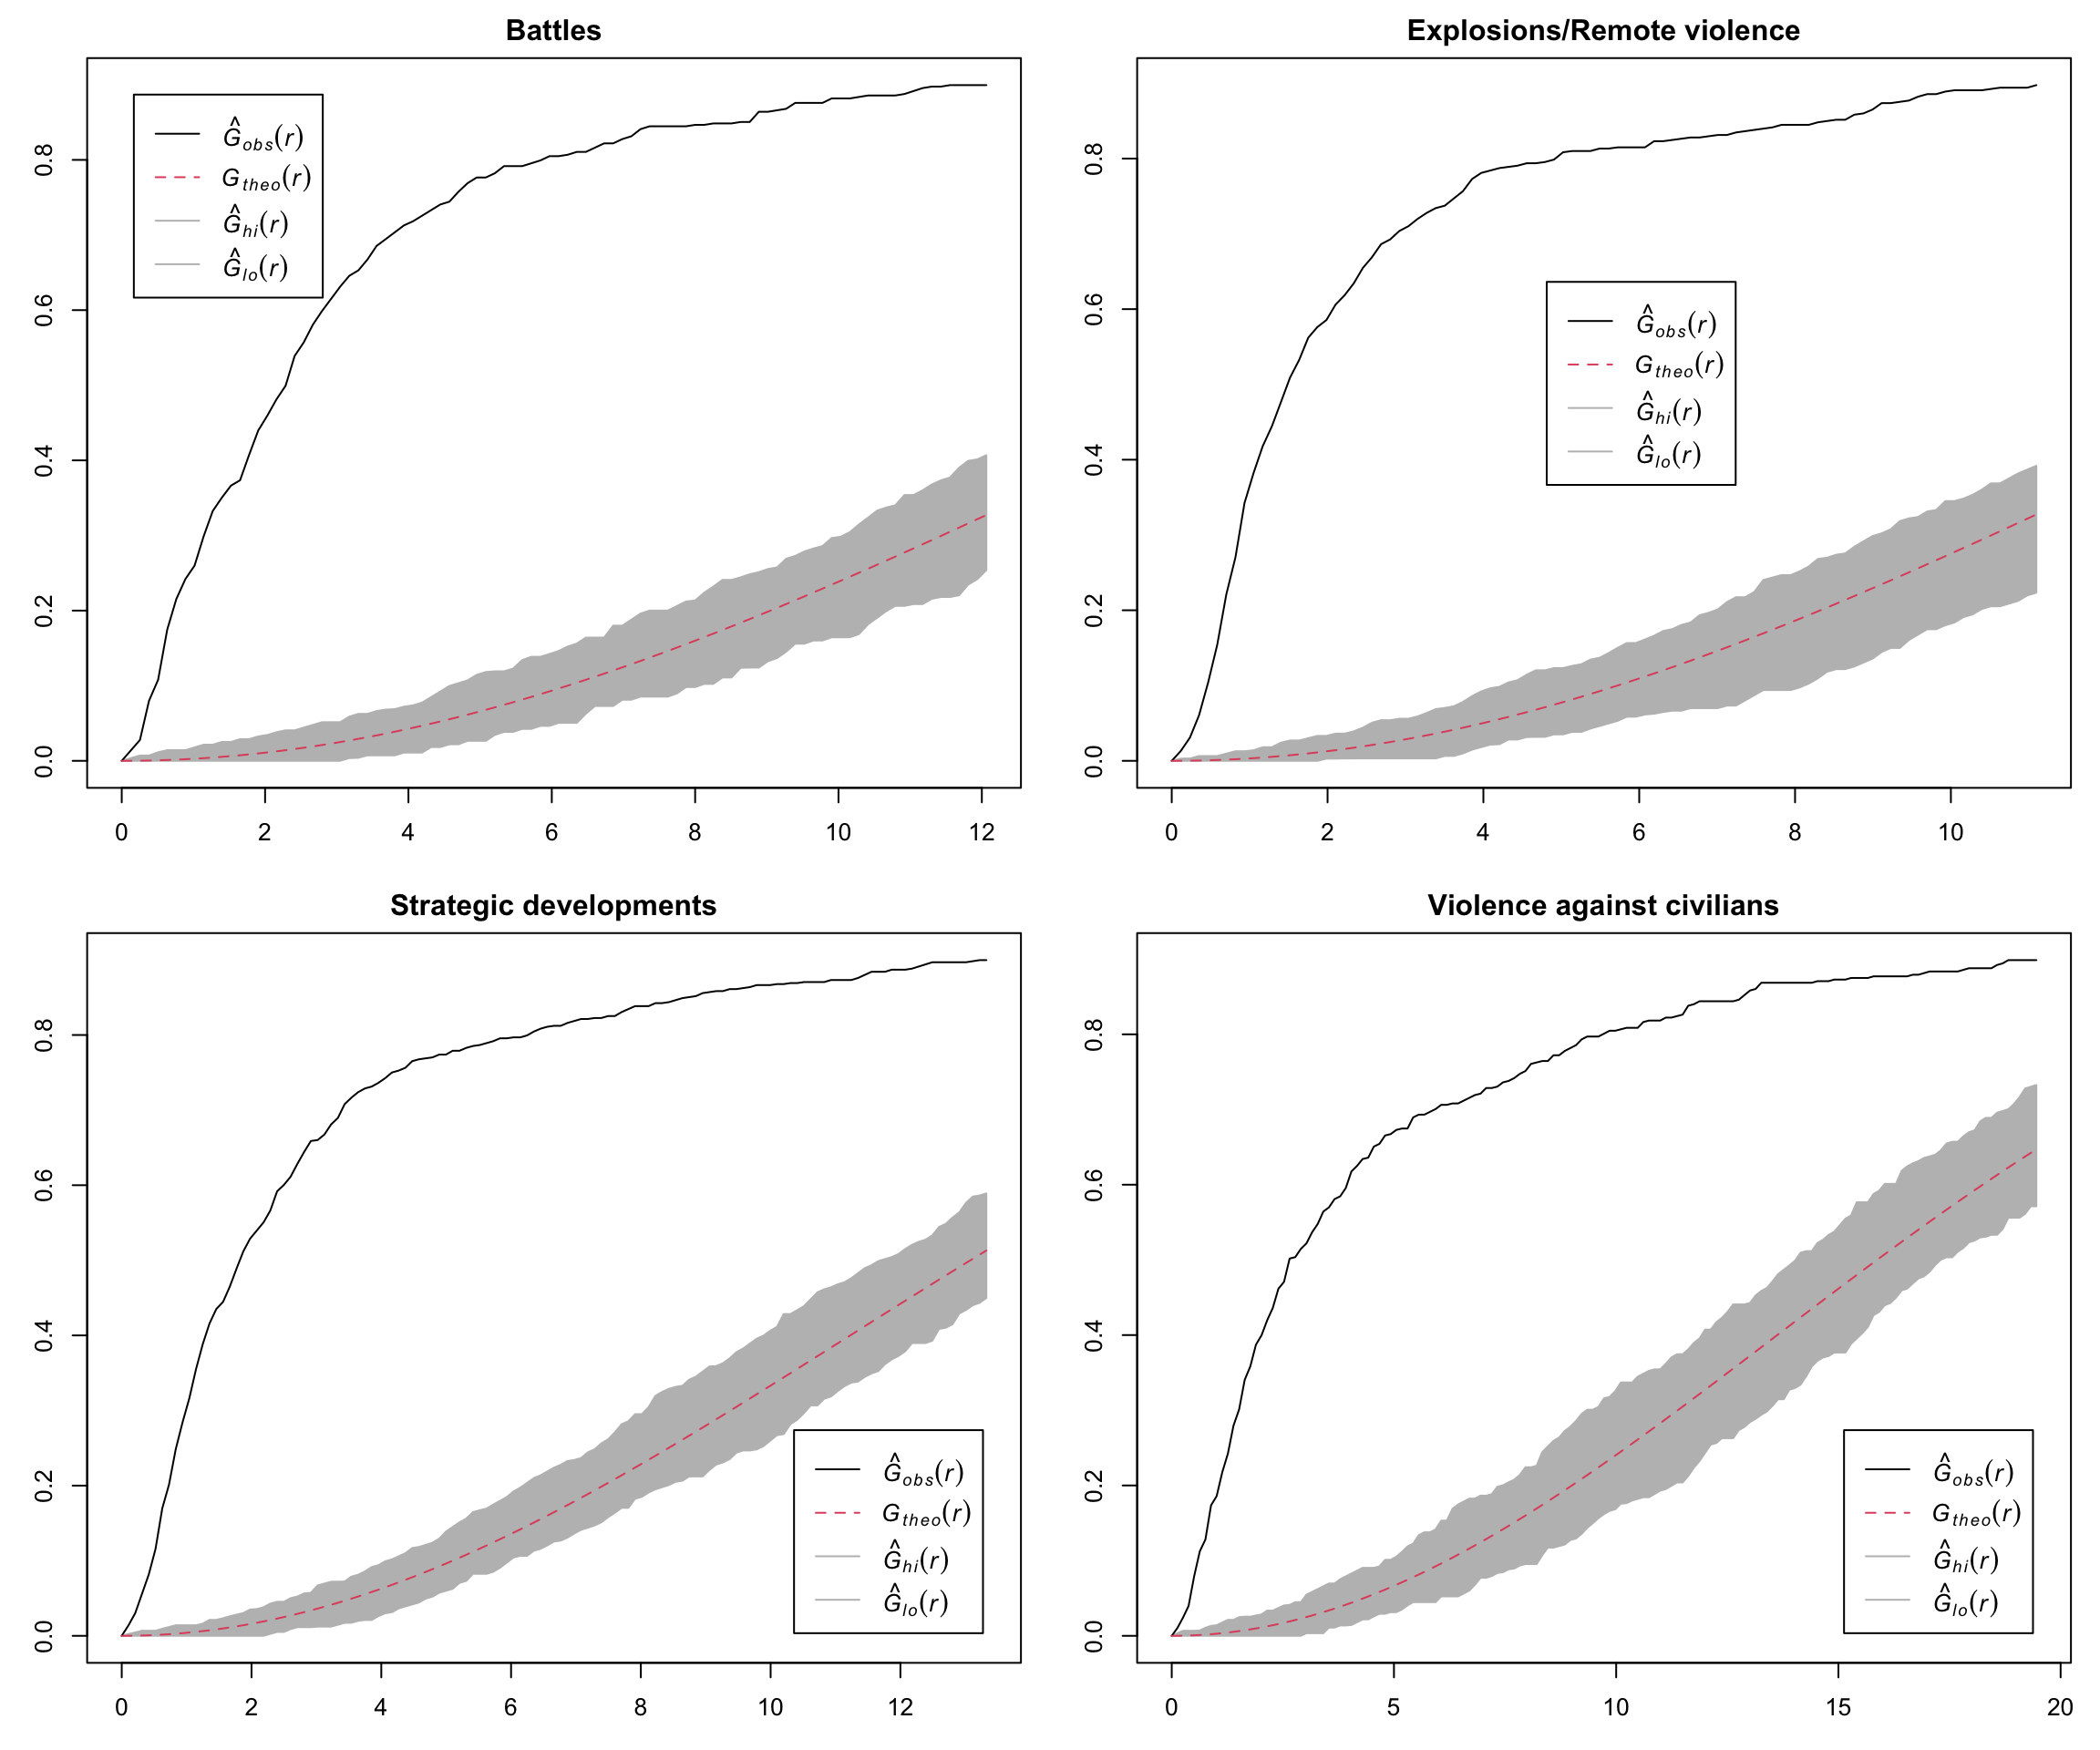 Battles
Ĝobs(r)
Gtheo(r)
Ĝhi(r)
Ĝlo(r)
0.0 0.2 0.4 0.6 0.8
0 2 4 6 8 10 12
Explosions/Remote violence
Ĝobs(r)
Gtheo(r)
Ĝhi(r)
Ĝlo(r)
0.0 0.2 0.4 0.6 0.8
0 2 4 6 8 10
Strategic developments
Ĝobs(r)
Gtheo(r)
Ĝhi(r)
Ĝlo(r)
0.0 0.2 0.4 0.6 0.8
0 2 4 6 8 10 12
Violence against civilians
Ĝobs(r)
Gtheo(r)
Ĝhi(r)
Ĝlo(r)
0.0 0.2 0.4 0.6 0.8
0 5 10 15 20